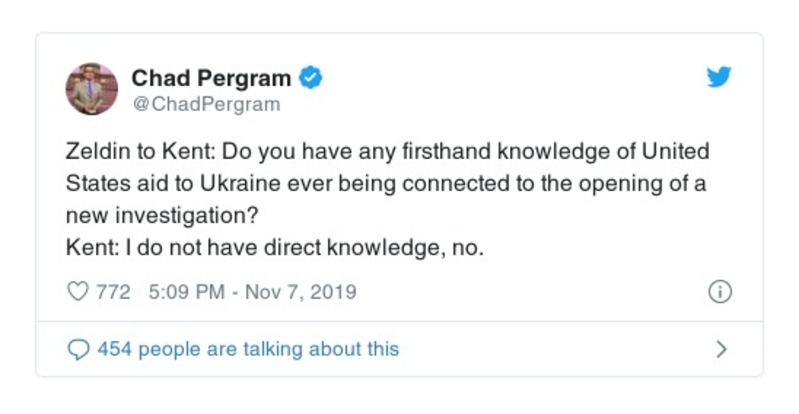 Chad Pergram
@ChadPergram
Zeldin to Kent: Do you have any firsthand knowledge of United
States aid to Ukraine ever being connected to the opening of a
new investigation?
Kent: I do not have direct knowledge, no.
772 5:09 PM - Nov 7, 2019
454 people are talking about this